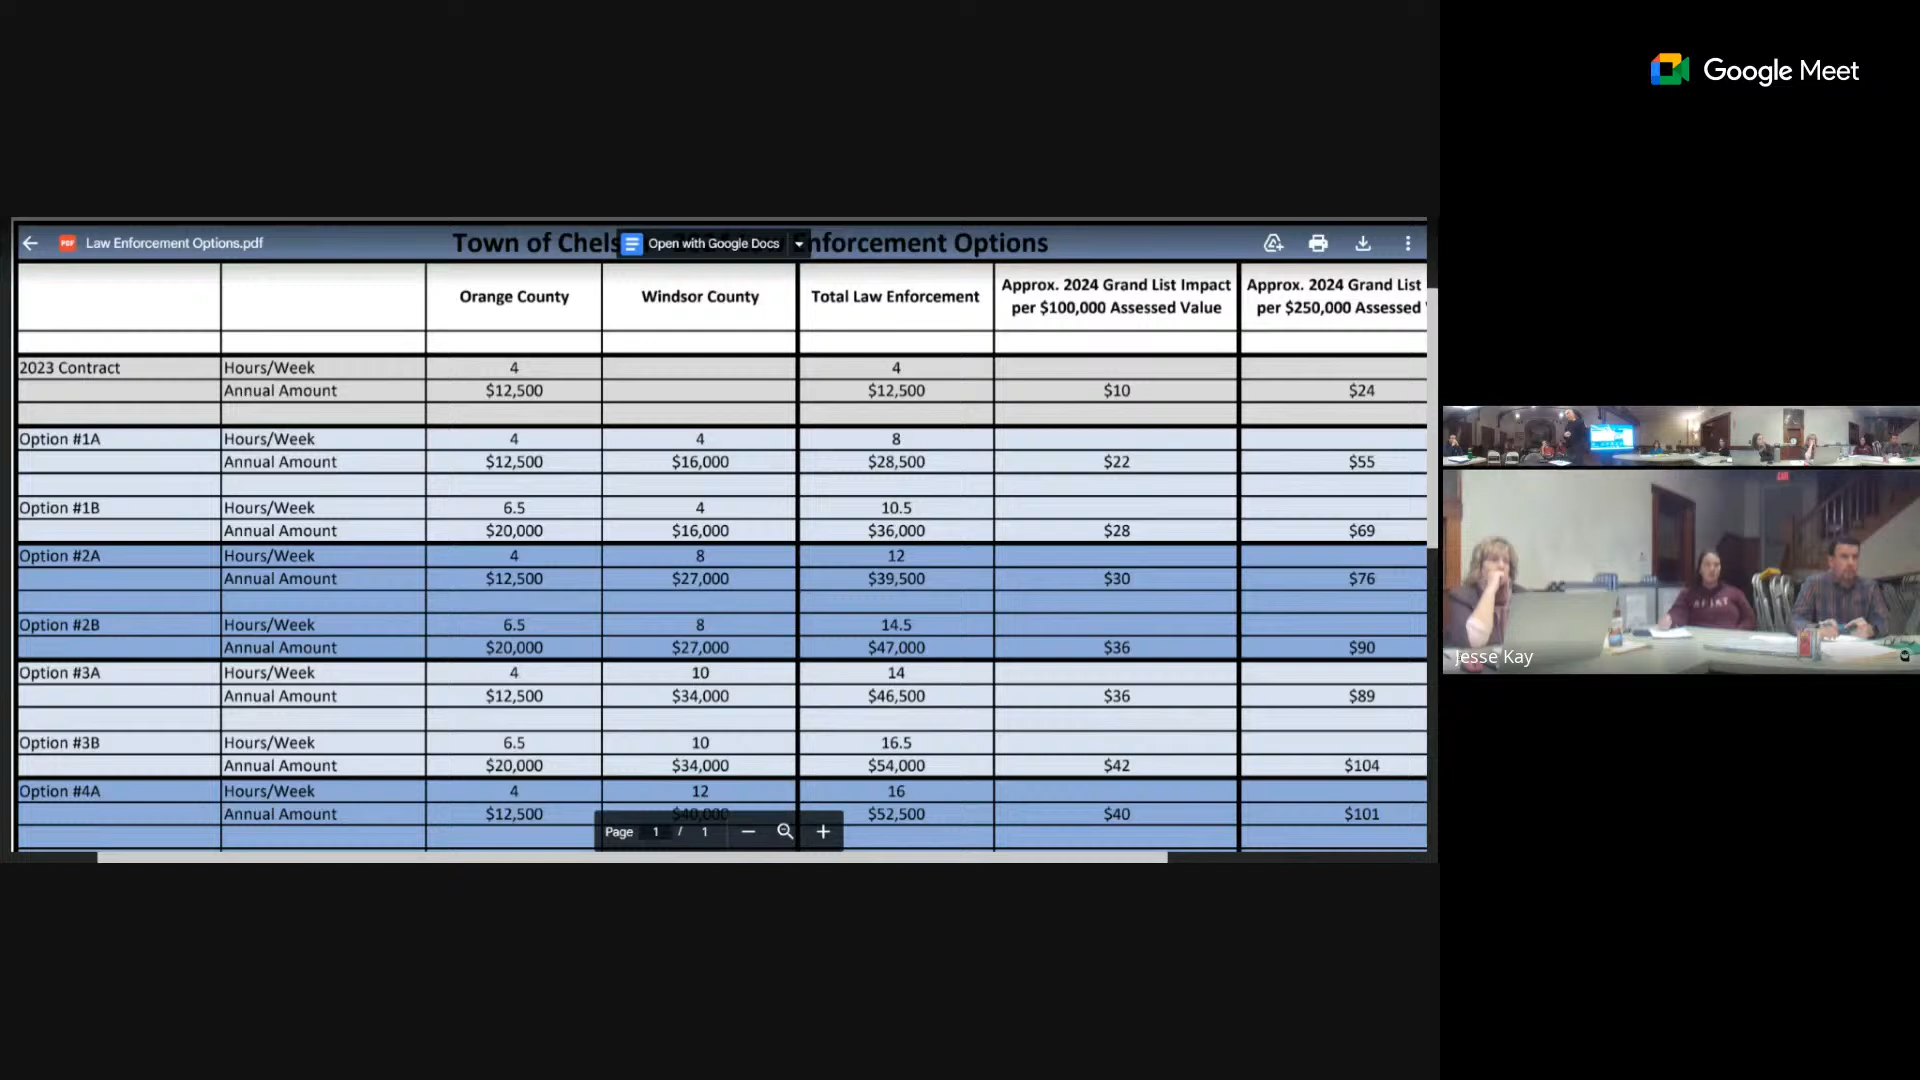 Google Meet
Law Enforcement Options.pdf
Town of Chels
Open with Google Docs
nforcement Options
Orange County Windsor County Total Law Enforcement Approx. 2024 Grand List Impact per $100,000 Assessed Value Approx. 2024 Grand List per $250,000 Assessed
2023 Contract Hours/Week 4 4
Annual Amount $12,500 $12,500 $10 $24
Option #1A Hours/Week 4 4 8
Annual Amount $12,500 $16,000 $28,500 $22 $55
Option #1B Hours/Week 6.5 4 10.5
Annual Amount $20,000 $16,000 $36,000 $28 $69
Option #2A Hours/Week 4 8 12
Annual Amount $12,500 $27,000 $39,500 $30 $76
Option #2B Hours/Week 6.5 8 14.5
Annual Amount $20,000 $27,000 $47,000 $36 $90
Option #3A Hours/Week 4 10 14
Annual Amount $12,500 $34,000 $46,500 $36 $89
Option #3B Hours/Week 6.5 10 16.5
Annual Amount $20,000 $34,000 $54,000 $42 $104
Option #4A Hours/Week 4 12 16
Annual Amount $12,500 $40,000 $52,500 $40 $101
Page 1 / 1
Jesse Kay